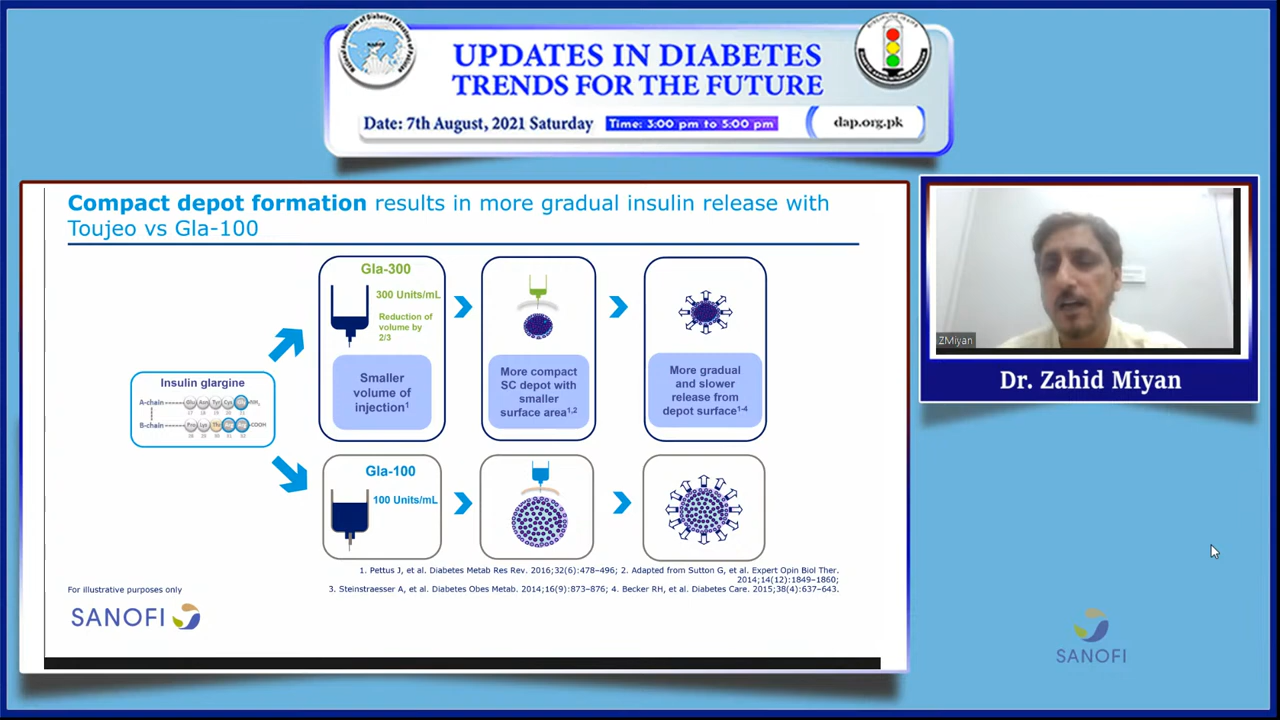 UPDATES IN DIABETES
TRENDS FOR THE FUTURE
Date: 7th August, 2021 Saturday
Time: 3:00 pm to 5:00 pm
dap.org.pk
Compact depot formation results in more gradual insulin release with
Toujeo vs Gla-100
Gla-300
300 Units/mL
Reduction of
volume by
2/3
Smaller
volume of
injection1
More compact
SC depot with
smaller
surface area1,2
More gradual
and slower
release from
depot surface1-4
Insulin glargine
A-chain
B-chain
COOH
Gla-100
100 Units/mL
1. Pettus J, et al. Diabetes Metab Res Rev. 2016;32(6):478–496; 2. Adapted from Sutton G, et al. Expert Opin Biol Ther.
2014;14(12):1849–1860;
3. Steinstraesser A, et al. Diabetes Obes Metab. 2014;16(9):873–876; 4. Becker RH, et al. Diabetes Care. 2015;38(4):637–643.
For illustrative purposes only
SANOFI
ZMiyan
Dr. Zahid Miyan
SANOFI